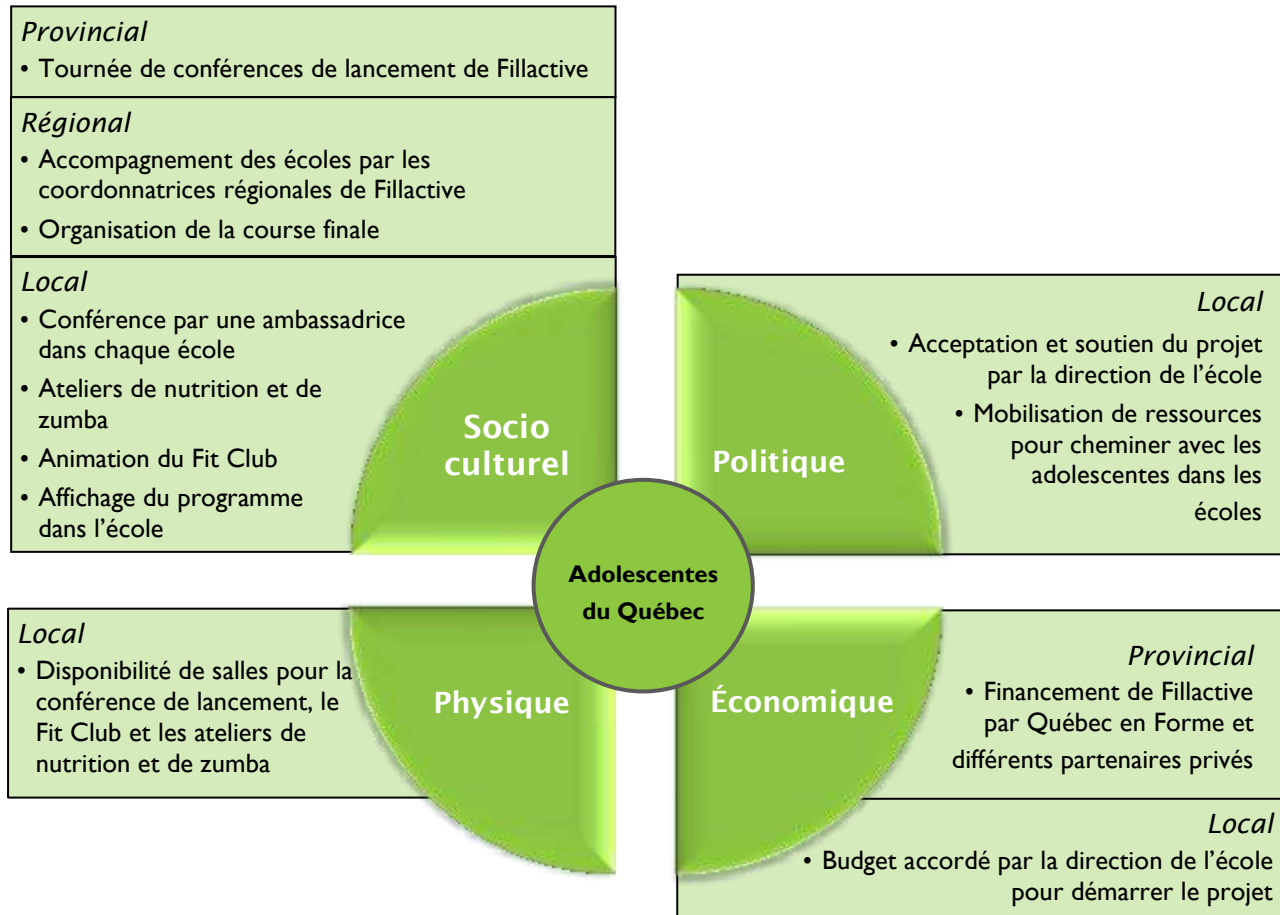 Provincial
• Tournée de conférences de lancement de Fillactive
Régional
• Accompagnement des écoles par les
coordonnatrices régionales de Fillactive
• Organisation de la course finale
Local
• Conférence par une ambassadrice
dans chaque école
• Ateliers de nutrition et de
zumba
• Animation du Fit Club
• Affichage du programme
dans l'école
Socio
culturel
Local
• Acceptation et soutien du projet
par la direction de l'école
• Mobilisation de ressources
pour cheminer avec les
adolescentes dans les
écoles
Politique
Adolescentes
du Québec
Local
• Disponibilité de salles pour la
conférence de lancement, le
Fit Club et les ateliers de
nutrition et de zumba
Physique
Économique
Provincial
• Financement de Fillactive
par Québec en Forme et
différents partenaires privés
Local
• Budget accordé par la direction de l'école
pour démarrer le projet